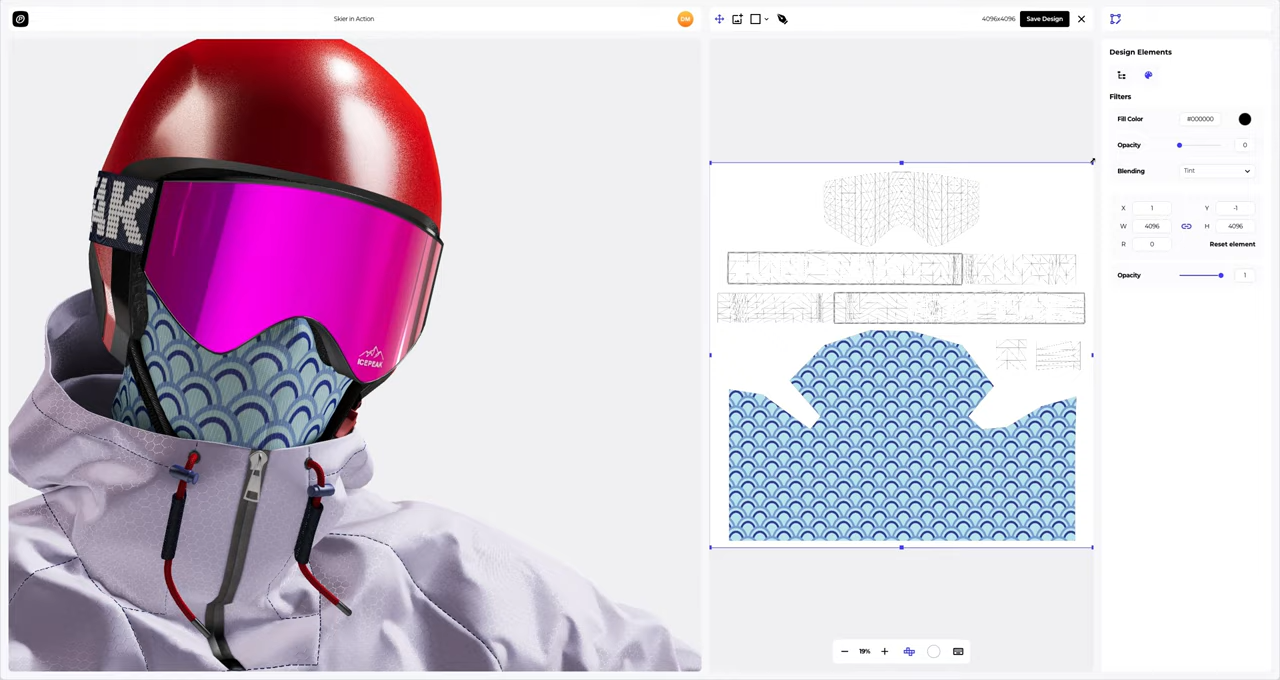 Skier in Action
DM
4096x4096
Save Design
Design Elements
Filters
Fill Color
#000000
Opacity
0
Blending
Tint
X
1
Y
-1
W
4096
H
4096
R
0
Reset element
Opacity
1
AK
ICEPEAK
19%